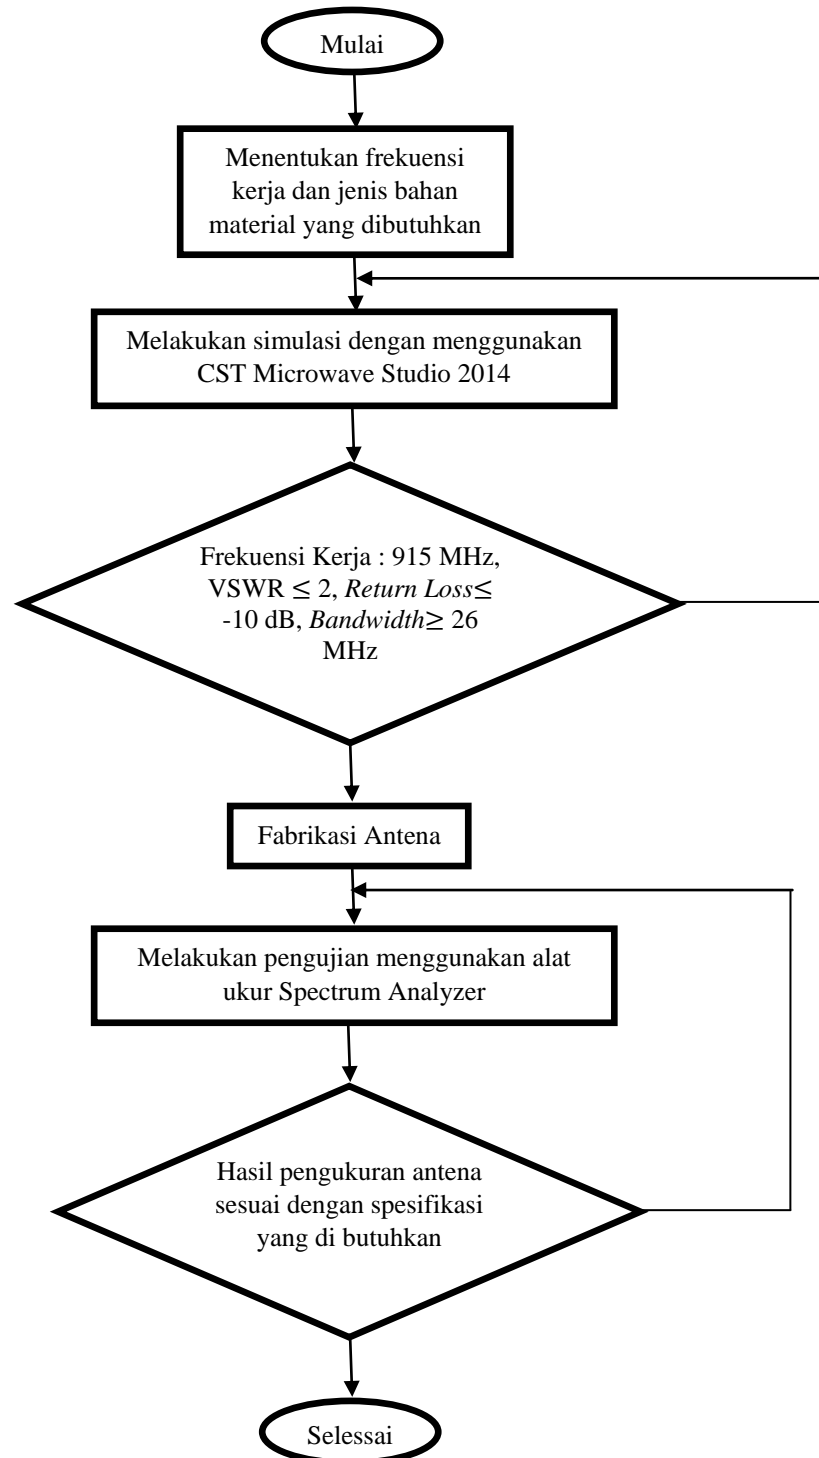 Mulai
Menentukan frekuensi
kerja dan jenis bahan
material yang dibutuhkan
Melakukan simulasi dengan menggunakan
CST Microwave Studio 2014
Frekuensi Kerja : 915 MHz,
VSWR ≤ 2, Return Loss≤
-10 dB, Bandwidth≥ 26
MHz
Fabrikasi Antena
Melakukan pengujian menggunakan alat
ukur Spectrum Analyzer
Hasil pengukuran antena
sesuai dengan spesifikasi
yang di butuhkan
Selessai